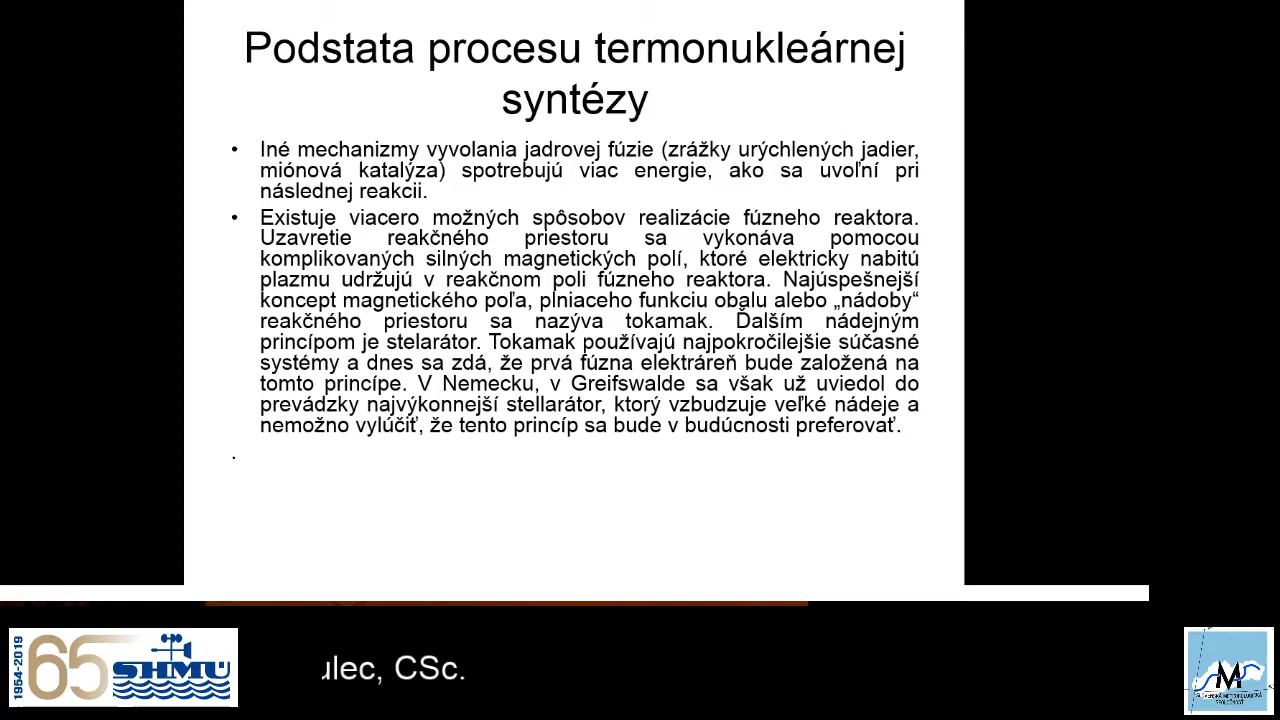 Podstata procesu termonukleárnej
syntézy
• Iné mechanizmy vyvolania jadrovej fúzie (zrážky urýchlených jadier,
miónová katalýza) spotrebujú viac energie, ako sa uvoľní pri
následnej reakcii.
• Existuje viacero možných spôsobov realizácie fúzneho reaktora.
Uzavretie reakčného priestoru sa vykonáva pomocou
komplikovaných silných magnetických polí, ktoré elektricky nabitú
plazmu udržujú v reakčnom poli fúzneho reaktora. Najúspešnejší
koncept magnetického poľa, plniaceho funkciu obalu alebo „nádoby“
reakčného priestoru sa nazýva tokamak. Ďalším nádejným
princípom je stelarátor. Tokamak používajú najpokročilejšie súčasné
systémy a dnes sa zdá, že prvá fúzna elektráreň bude založená na
tomto princípe. V Nemecku, v Greifswalde sa však už uviedol do
prevádzky najvýkonnejší stellarátor, ktorý vzbudzuje veľké nádeje a
nemožno vylúčiť, že tento princíp sa bude v budúcnosti preferovať.
.
1954-2019
65
SHMÚ
ulec, CSc.
M
SLOVENSKÁ METEOROLOGICKÁ
SPOLOČNOSŤ